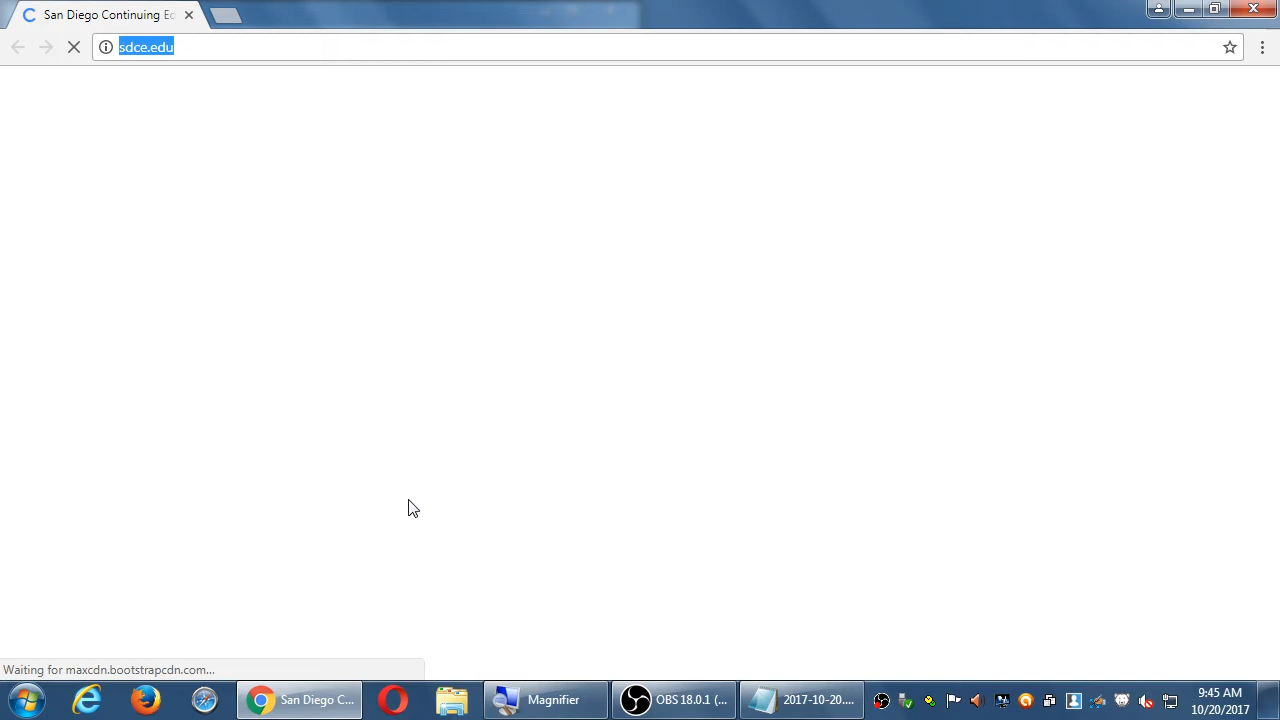 San Diego Continuing Ed
sdce.edu
Waiting for maxcdn.bootstrapcdn.com...
San Diego C...
Magnifier
OBS 18.0.1 (...
2017-10-20....
9:45 AM
10/20/2017